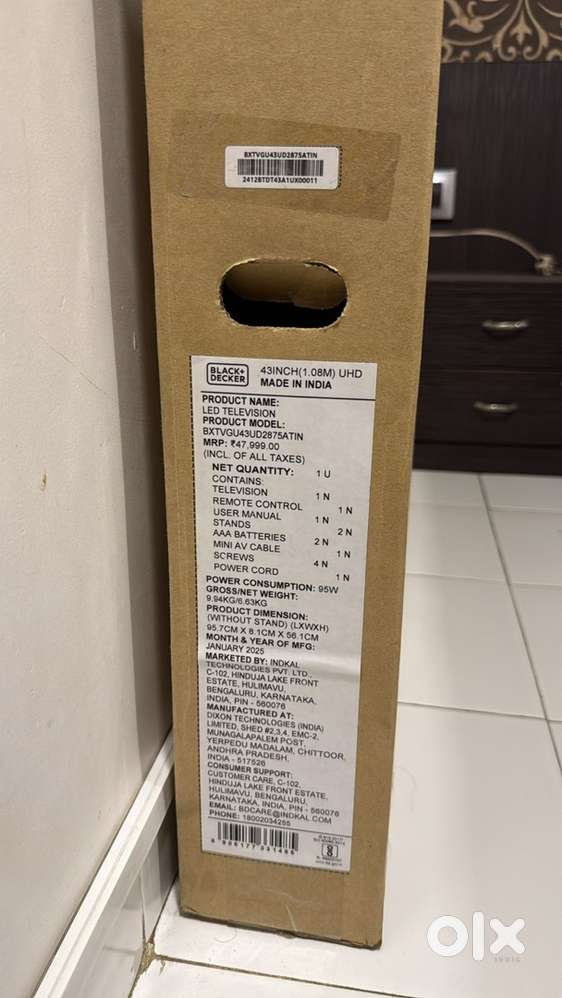 BXTVGU43UD2875ATIN
24128TDT43A1UX00011
BLACK+
DECKER
43INCH(1.08M) UHD
MADE IN INDIA
PRODUCT NAME:
LED TELEVISION
PRODUCT MODEL:
BXTVGU43UD2875ATIN
MRP: ₹47,999.00
(INCL. OF ALL TAXES)
NET QUANTITY: 1 U
CONTAINS:
TELEVISION 1 N
REMOTE CONTROL 1 N
USER MANUAL 1 N
STANDS 2 N
AAA BATTERIES 2 N
MINI AV CABLE 1 N
SCREWS 4 N
POWER CORD 1 N
POWER CONSUMPTION: 95W
GROSS/NET WEIGHT:
9.94KG/6.63KG
PRODUCT DIMENSION:
(WITHOUT STAND) (LXWXH)
95.7CM X 8.1CM X 56.1CM
MONTH & YEAR OF MFG:
JANUARY 2025
MARKETED BY: INDKAL
TECHNOLOGIES PVT. LTD.,
C-102, HINDUJA LAKE FRONT
ESTATE, HULIMAVU,
BENGALURU, KARNATAKA,
INDIA, PIN - 560076
MANUFACTURED AT:
DIXON TECHNOLOGIES (INDIA)
LIMITED, SHED #2,3,4, EMC-2,
MUNAGALAPALEM POST,
YERPEDU MADALAM, CHITTOOR,
ANDHRA PRADESH,
INDIA - 517526
CONSUMER SUPPORT:
CUSTOMER CARE, C-102,
HINDUJA LAKE FRONT ESTATE,
HULIMAVU, BENGALURU,
KARNATAKA, INDIA, PIN - 560076
EMAIL: BDCARE@INDKAL.COM
PHONE: 18002034255
olx
INDIA